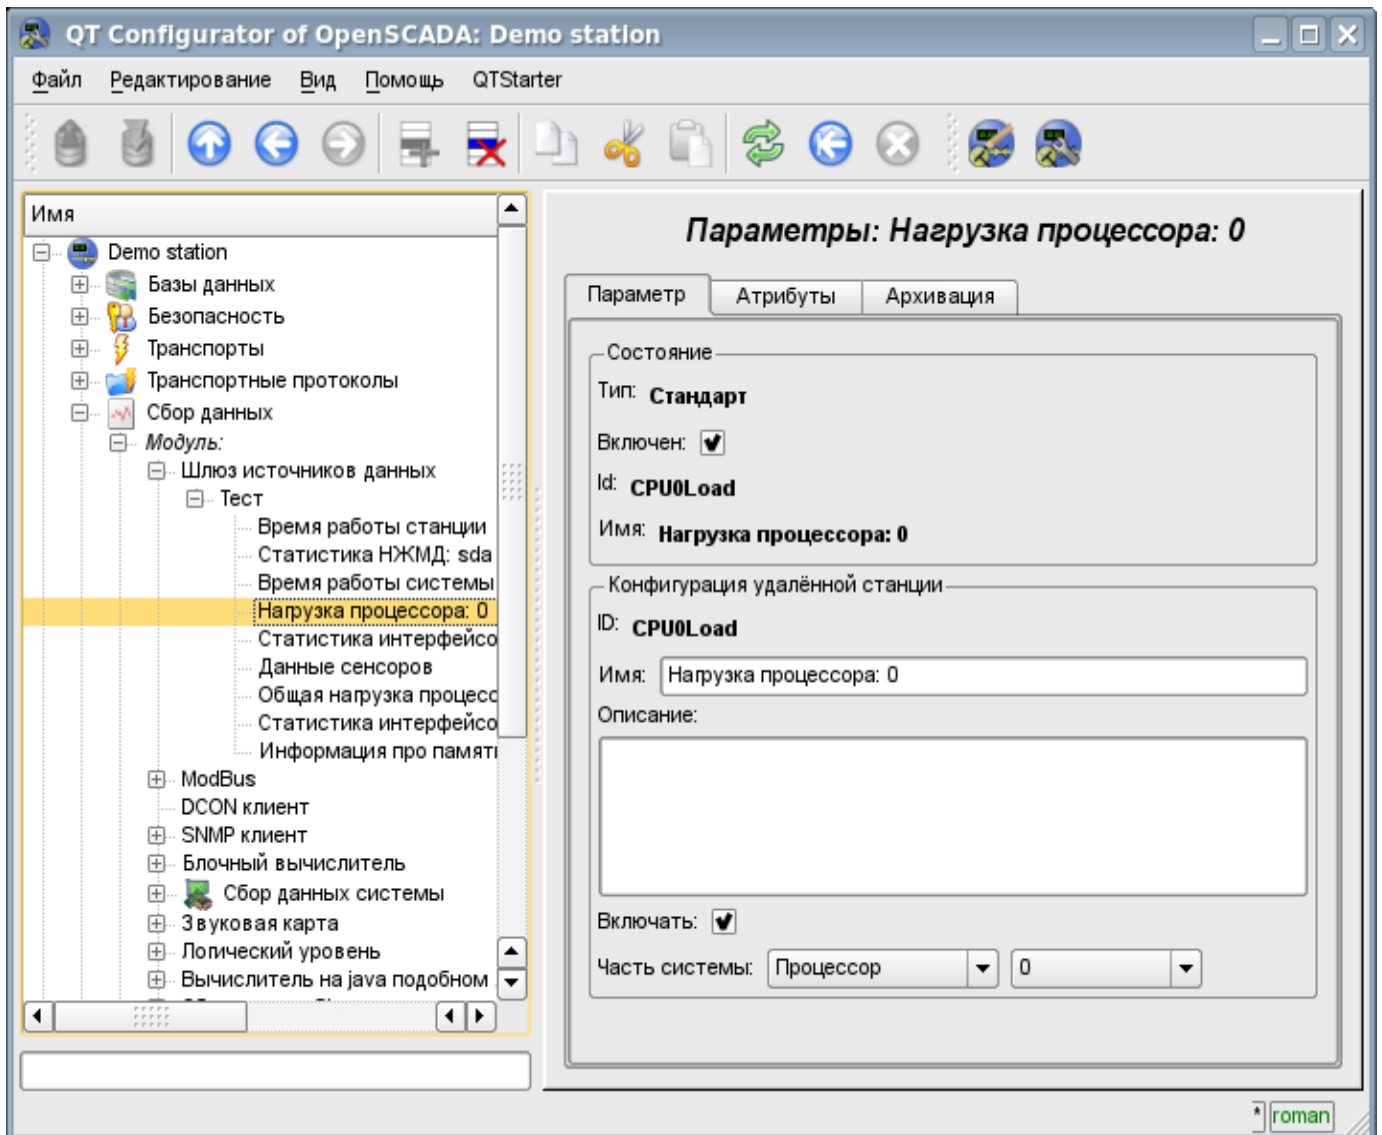 QT Configurator of OpenSCADA: Demo station
Файл Редактирование Вид Помощь QTStarter
Имя
Demo station
Базы данных
Безопасность
Транспорты
Транспортные протоколы
Сбор данных
Модуль:
Шлюз источников данных
Тест
Время работы станции
Статистика НЖМД: sda
Время работы системы
Нагрузка процессора: 0
Статистика интерфейсо
Данные сенсоров
Общая нагрузка процесс
Статистика интерфейсо
Информация про памят
ModBus
DCON клиент
SNMP клиент
Блочный вычислитель
Сбор данных системы
Звуковая карта
Логический уровень
Вычислитель на java подобном
Параметры: Нагрузка процессора: 0
Параметр Атрибуты Архивация
Состояние
Тип: Стандарт
Включен:
Id: CPU0Load
Имя: Нагрузка процессора: 0
Конфигурация удалённой станции
ID: CPU0Load
Имя: Нагрузка процессора: 0
Описание:
Включать:
Часть системы: Процессор 0
* roman